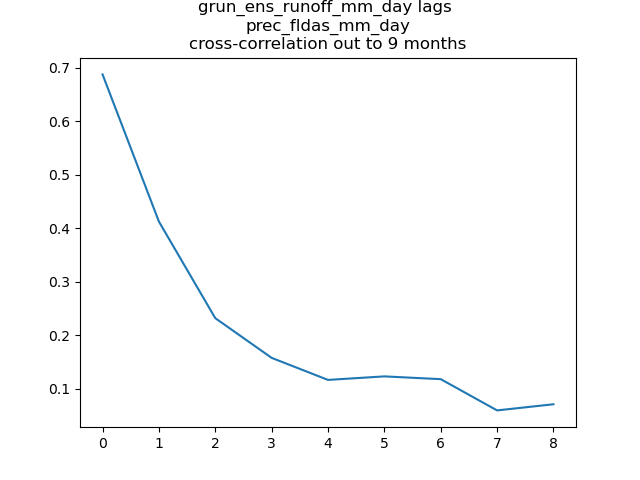 grun_ens_runoff_mm_day lags
prec_fldas_mm_day
cross-correlation out to 9 months
0.7
0.6
0.5
0.4
0.3
0.2
0.1
0 1 2 3 4 5 6 7 8